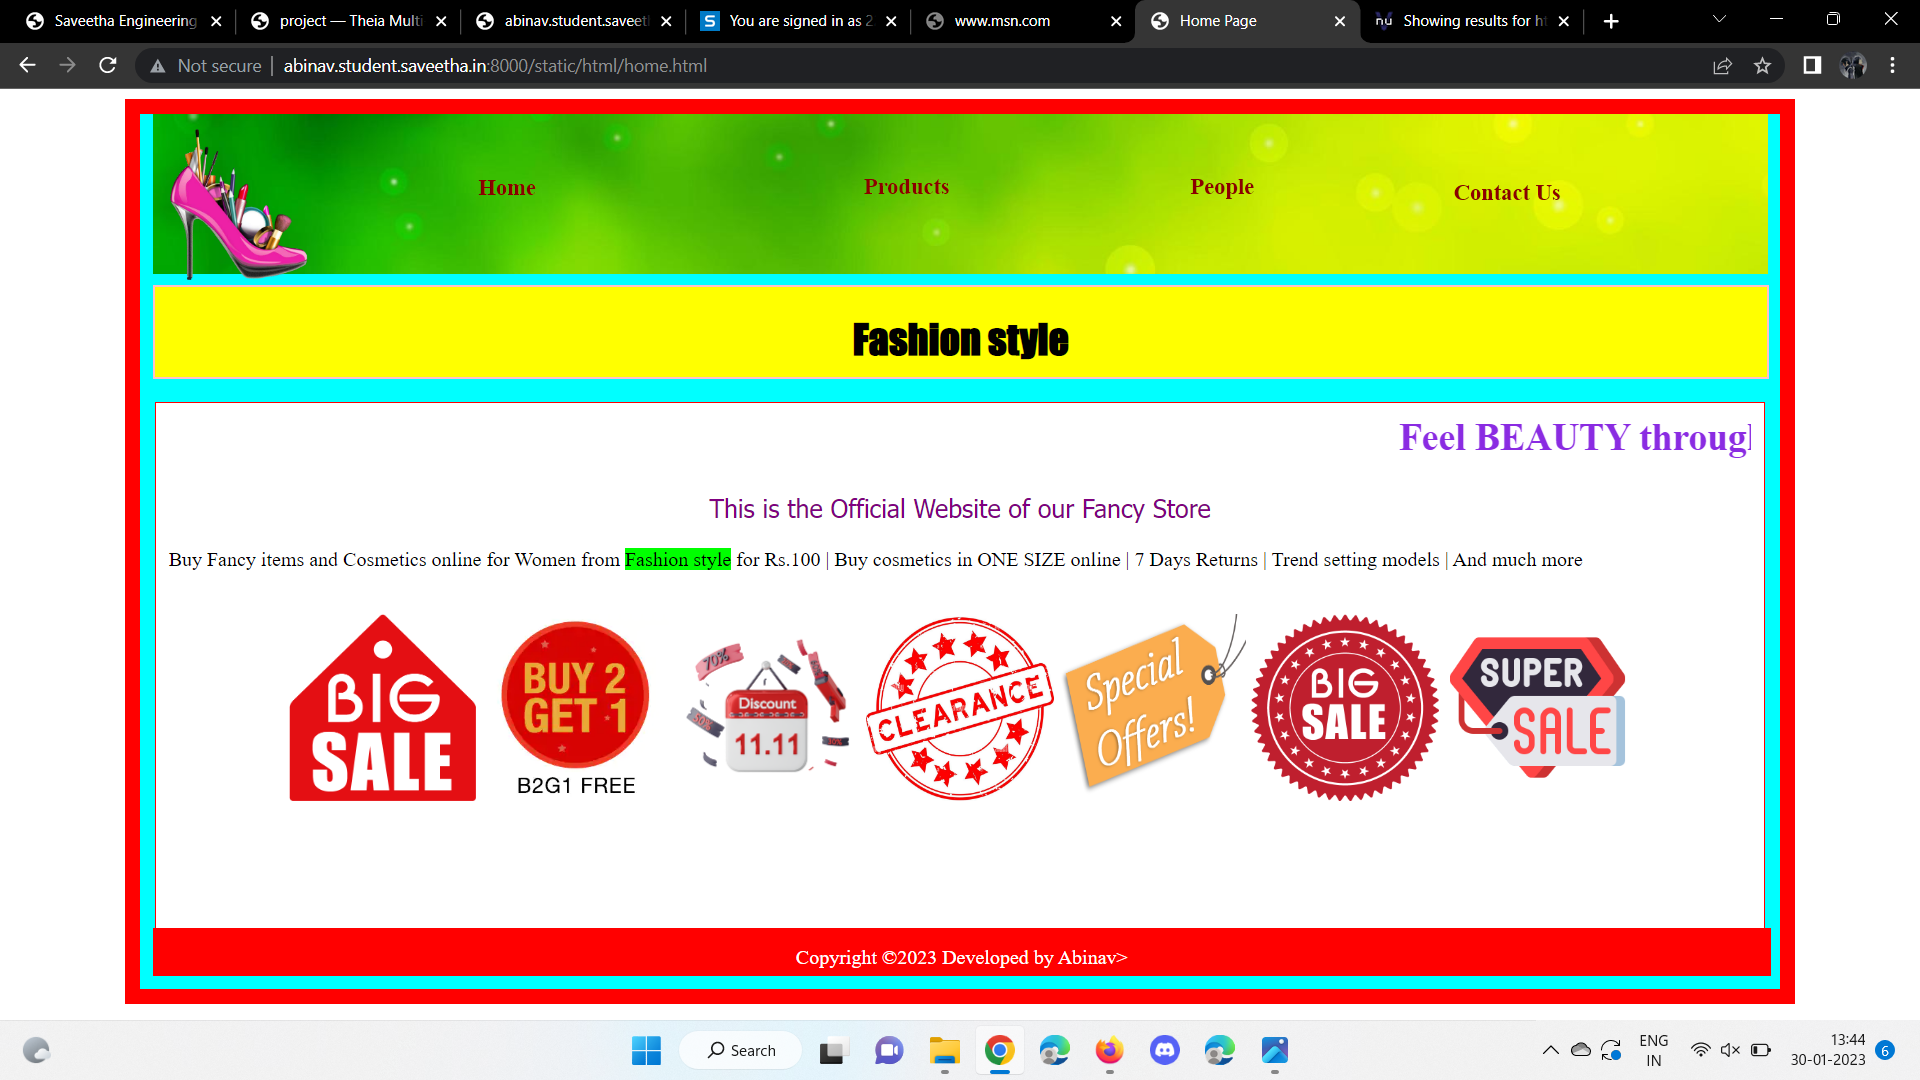 Saveetha Engineering
project — Theia Multi
abinav.student.saveet
You are signed in as 2
www.msn.com
Home Page
Showing results for ht
Not secure
abinav.student.saveetha.in:8000/static/html/home.html
Home
Products
People
Contact Us
Fashion style
Feel BEAUTY throug
This is the Official Website of our Fancy Store
Buy Fancy items and Cosmetics online for Women from Fashion style for Rs.100 | Buy cosmetics in ONE SIZE online | 7 Days Returns | Trend setting models | And much more
BIG
SALE
BUY 2
GET 1
B2G1 FREE
70%
50%
Discount
11.11
CLEARANCE
Special
Offers!
BIG
SALE
SUPER
SALE
Copyright ©2023 Developed by Abinav>
Search
ENG
IN
13:44
30-01-2023
6